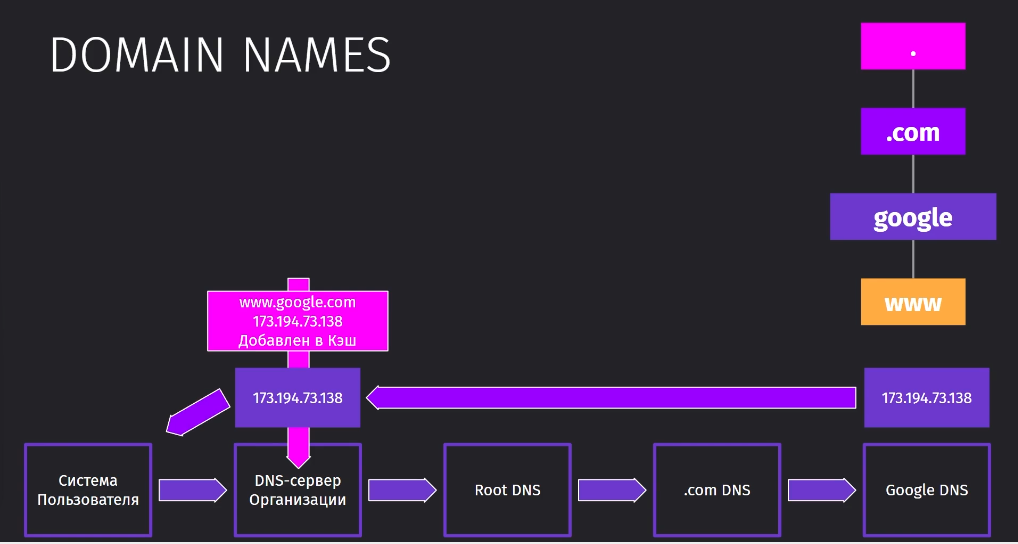 DOMAIN NAMES
.
.com
google
www
www.google.com
173.194.73.138
Добавлен в Кэш
173.194.73.138
173.194.73.138
Система
Пользователя
DNS-сервер
Организации
Root DNS
.com DNS
Google DNS